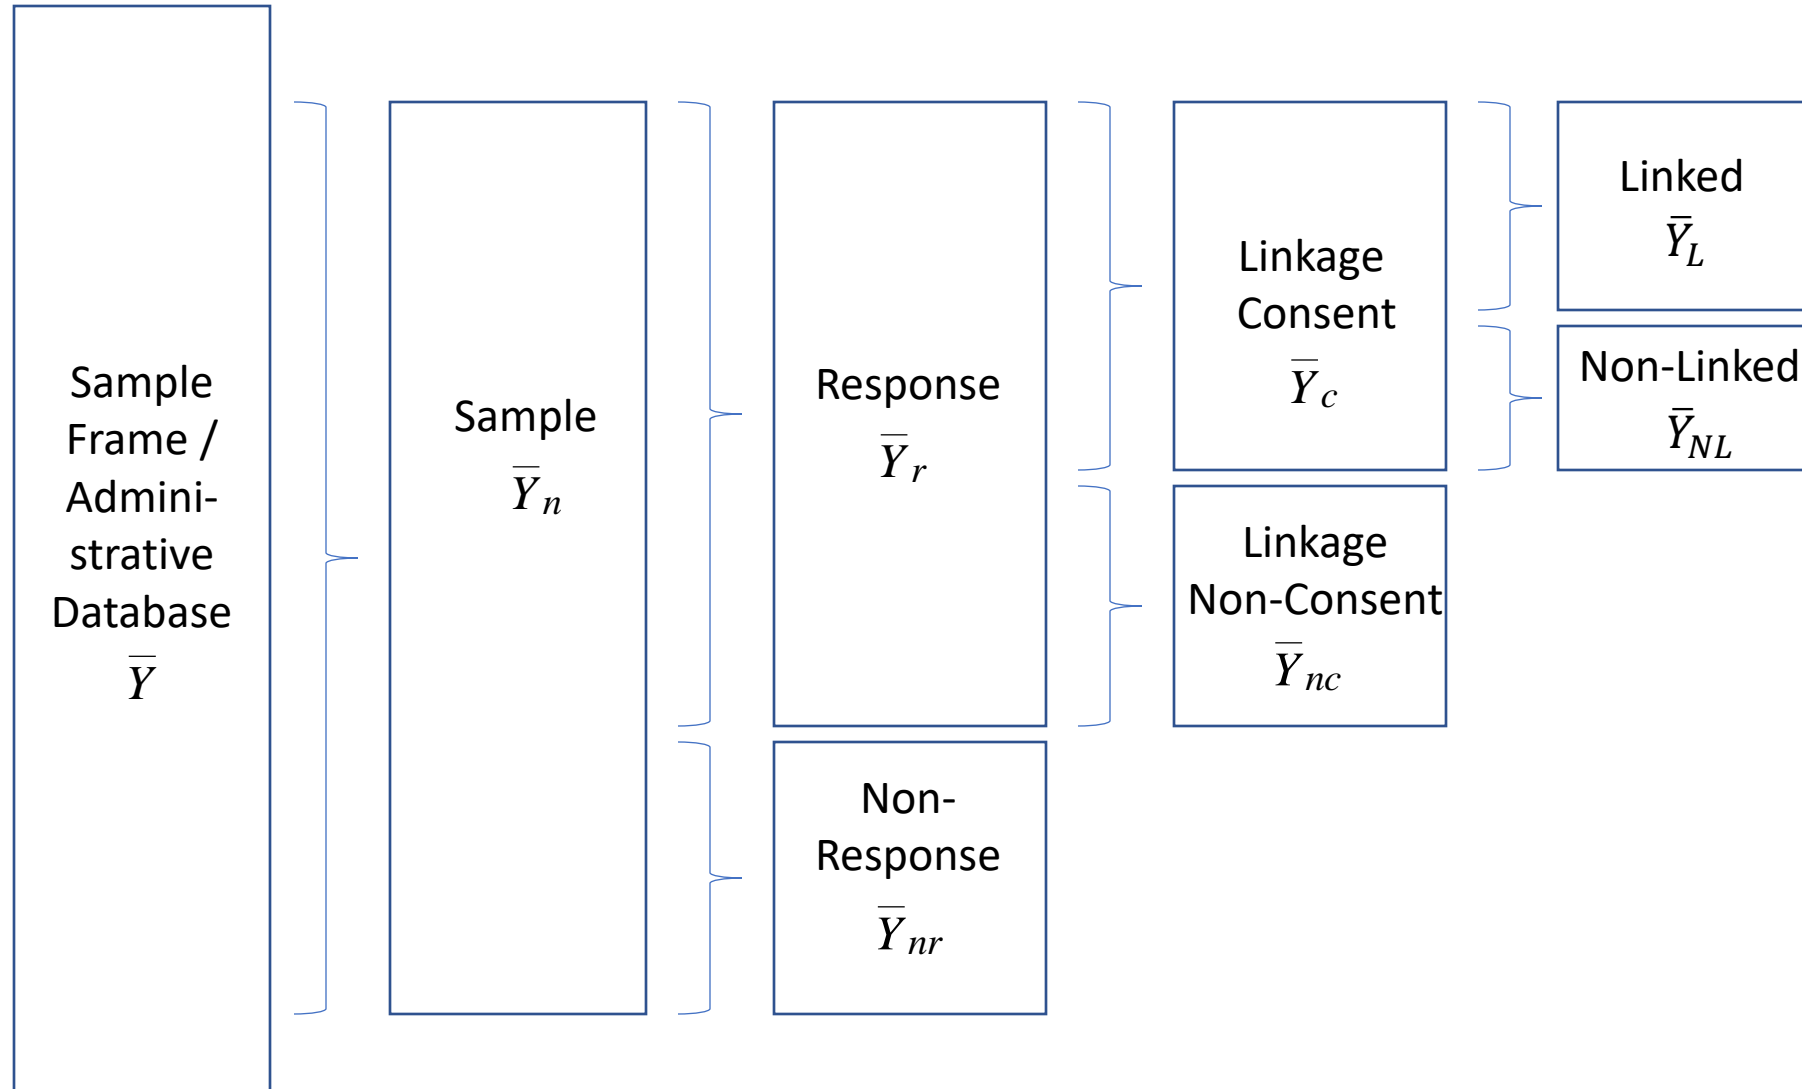 Sample
Frame /
Admini-
strative
Database
Ȳ
Sample
Ȳn
Response
Ȳr
Non-
Response
Ȳnr
Linkage
Consent
Ȳc
Linkage
Non-Consent
Ȳnc
Linked
ȲL
Non-Linked
ȲNL